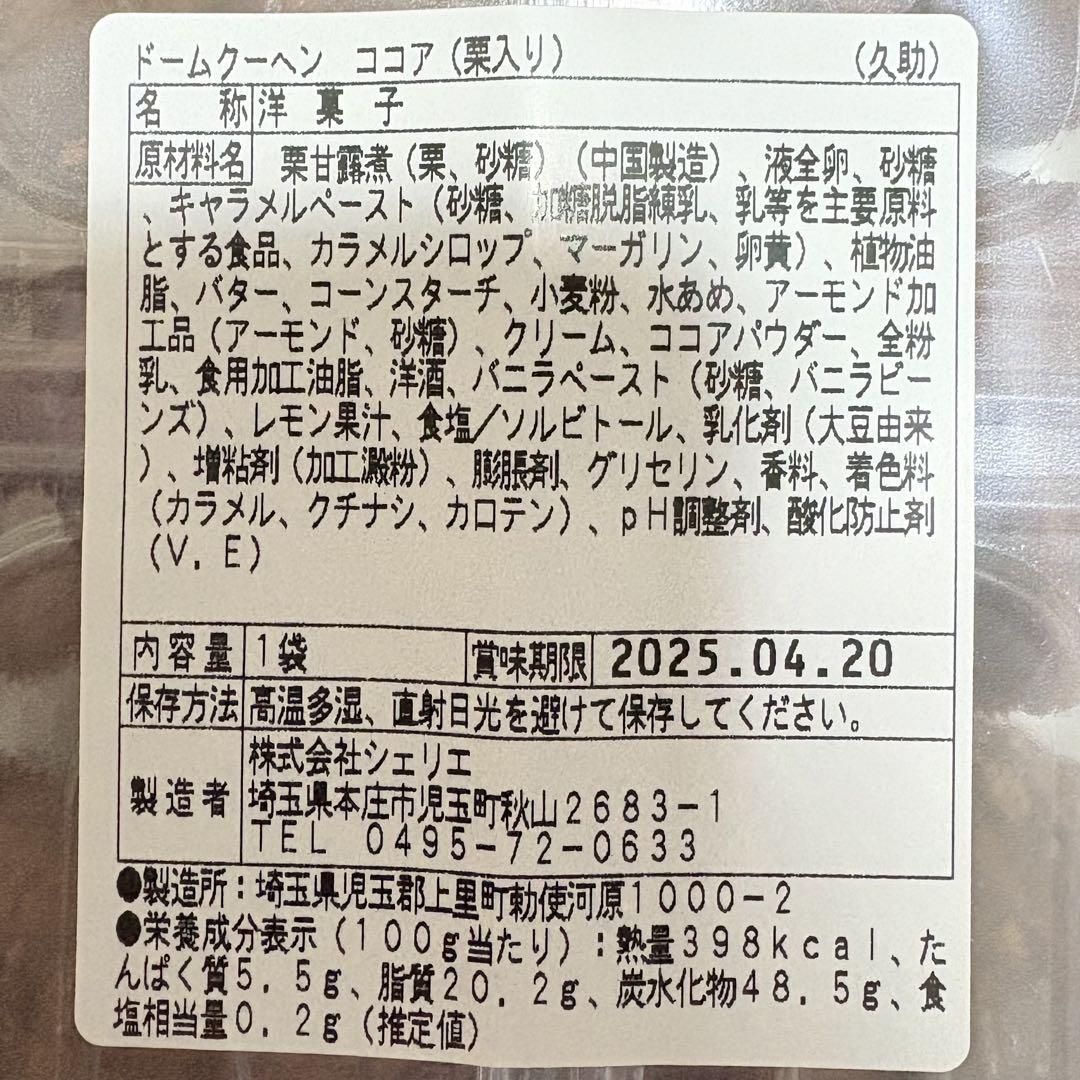 ドームクーヘン　ココア（栗入り）　（久助）
名　称　洋　菓　子
原材料名　栗甘露煮（栗、砂糖）（中国製造）、液全卵、砂糖
、キャラメルペースト（砂糖、加糖脱脂練乳、乳等を主要原料
とする食品、カラメルシロップ、マーガリン、卵黄）、植物油
脂、バター、コーンスターチ、小麦粉、水あめ、アーモンド加
工品（アーモンド、砂糖）、クリーム、ココアパウダー、全粉
乳、食用加工油脂、洋酒、バニラペースト（砂糖、バニラビー
ンズ）、レモン果汁、食塩／ソルビトール、乳化剤（大豆由来
）、増粘剤（加工澱粉）、膨脹剤、グリセリン、香料、着色料
（カラメル、クチナシ、カロテン）、ｐＨ調整剤、酸化防止剤
（Ｖ．Ｅ）
内容量　１袋　賞味期限　2025.04.20
保存方法　高温多湿、直射日光を避けて保存してください。
製造者　株式会社シェリエ
埼玉県本庄市児玉町秋山２６８３－１
ＴＥＬ　０４９５－７２－０６３３
●製造所：埼玉県児玉郡上里町勅使河原１０００－２
●栄養成分表示（１００ｇ当たり）：熱量３９８ｋｃａｌ、た
んぱく質５．５ｇ、脂質２０．２ｇ、炭水化物４８．５ｇ、食
塩相当量０．２ｇ（推定値）